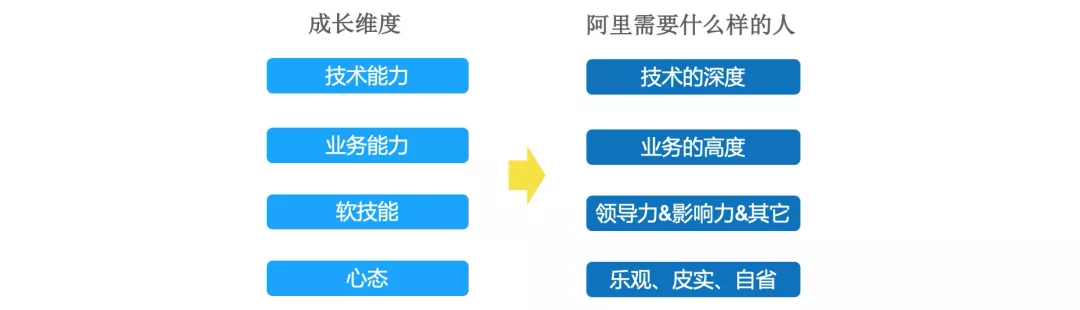 成长维度
阿里需要什么样的人
技术能力
技术的深度
业务能力
业务的高度
软技能
领导力&影响力&其它
心态
乐观、皮实、自省